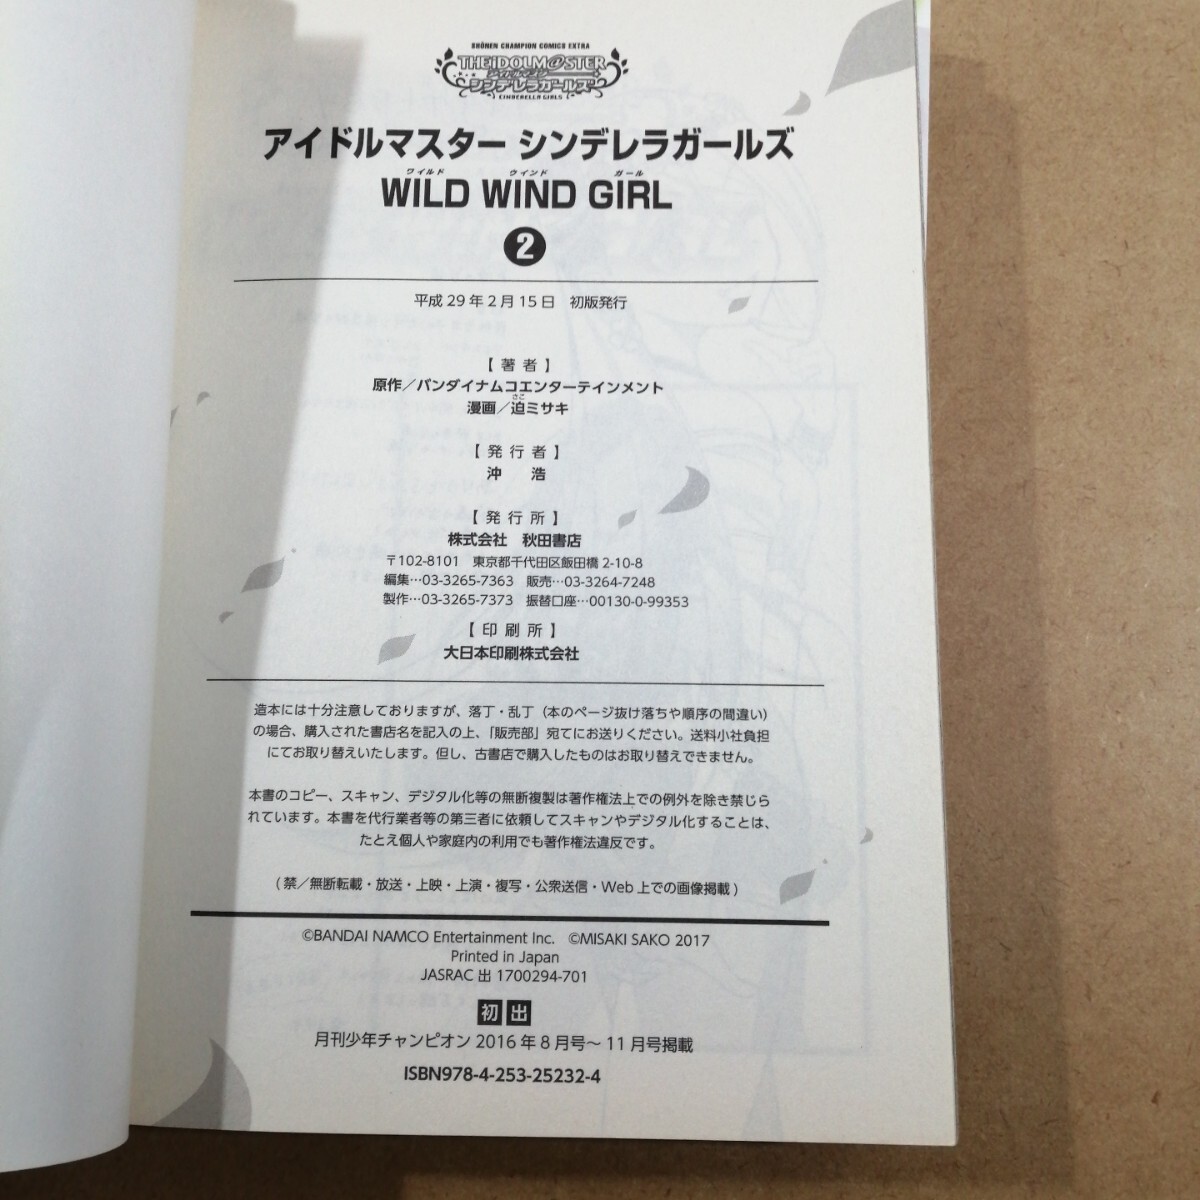 SHŌNEN CHAMPION COMICS EXTRA
THE IDOLM@STER
アイドルマスター
シンデレラガールズ
CINDERELLA GIRLS
アイドルマスター シンデレラガールズ
ワイルド ウインド ガール
WILD WIND GIRL
2
平成29年2月15日 初版発行
【著者】
原作/バンダイナムコエンターテインメント
さこ
漫画/迫ミサキ
【発行者】
沖 浩
【発行所】
株式会社 秋田書店
〒102-8101 東京都千代田区飯田橋2-10-8
編集…03-3265-7363 販売…03-3264-7248
製作…03-3265-7373 振替口座…00130-0-99353
【印刷所】
大日本印刷株式会社
造本には十分注意しておりますが、落丁・乱丁(本のページ抜け落ちや順序の間違い)
の場合、購入された書店名を記入の上、「販売部」宛てにお送りください。送料小社負担
にてお取り替えいたします。但し、古書店で購入したものはお取り替えできません。
本書のコピー、スキャン、デジタル化等の無断複製は著作権法上での例外を除き禁じら
れています。本書を代行業者等の第三者に依頼してスキャンやデジタル化することは、
たとえ個人や家庭内の利用でも著作権法違反です。
(禁/無断転載・放送・上映・上演・複写・公衆送信・Web上での画像掲載)
©BANDAI NAMCO Entertainment Inc. ©MISAKI SAKO 2017
Printed in Japan
JASRAC 出 1700294-701
初出
月刊少年チャンピオン2016年8月号〜11月号掲載
ISBN978-4-253-25232-4